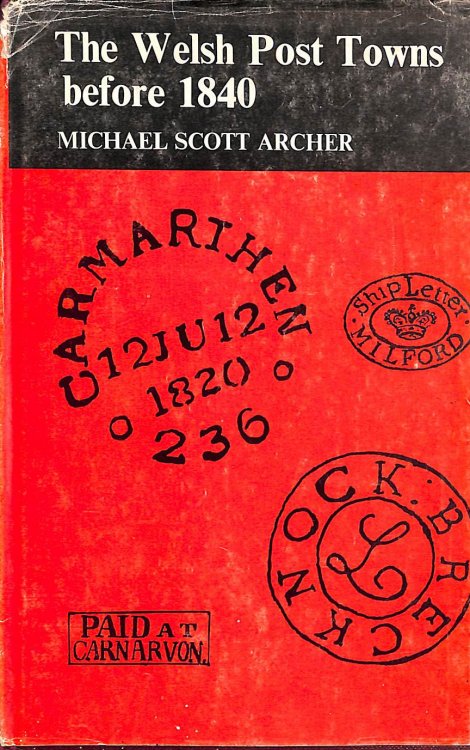 The Welsh Post Towns
before 1840
MICHAEL SCOTT ARCHER
CARMARTHEN
12JU12
1820
236
Ship Letter
MILFORD
BRECKNOCK:
PAID AT
CARNARVON.